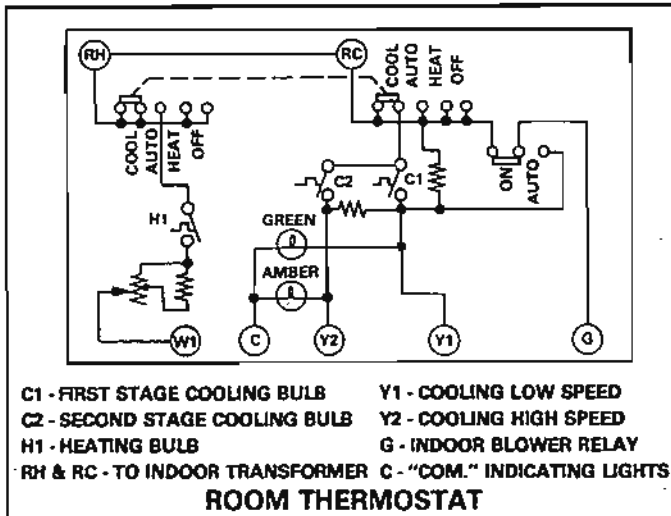 RH
RC
COOL
AUTO
HEAT
OFF
COOL
AUTO
HEAT
OFF
C2
C1
ON
AUTO
H1
GREEN
AMBER
W1
C
Y2
Y1
G
C1 - FIRST STAGE COOLING BULB
Y1 - COOLING LOW SPEED
C2 - SECOND STAGE COOLING BULB
Y2 - COOLING HIGH SPEED
H1 - HEATING BULB
G - INDOOR BLOWER RELAY
RH & RC - TO INDOOR TRANSFORMER
C - "COM." INDICATING LIGHTS
ROOM THERMOSTAT